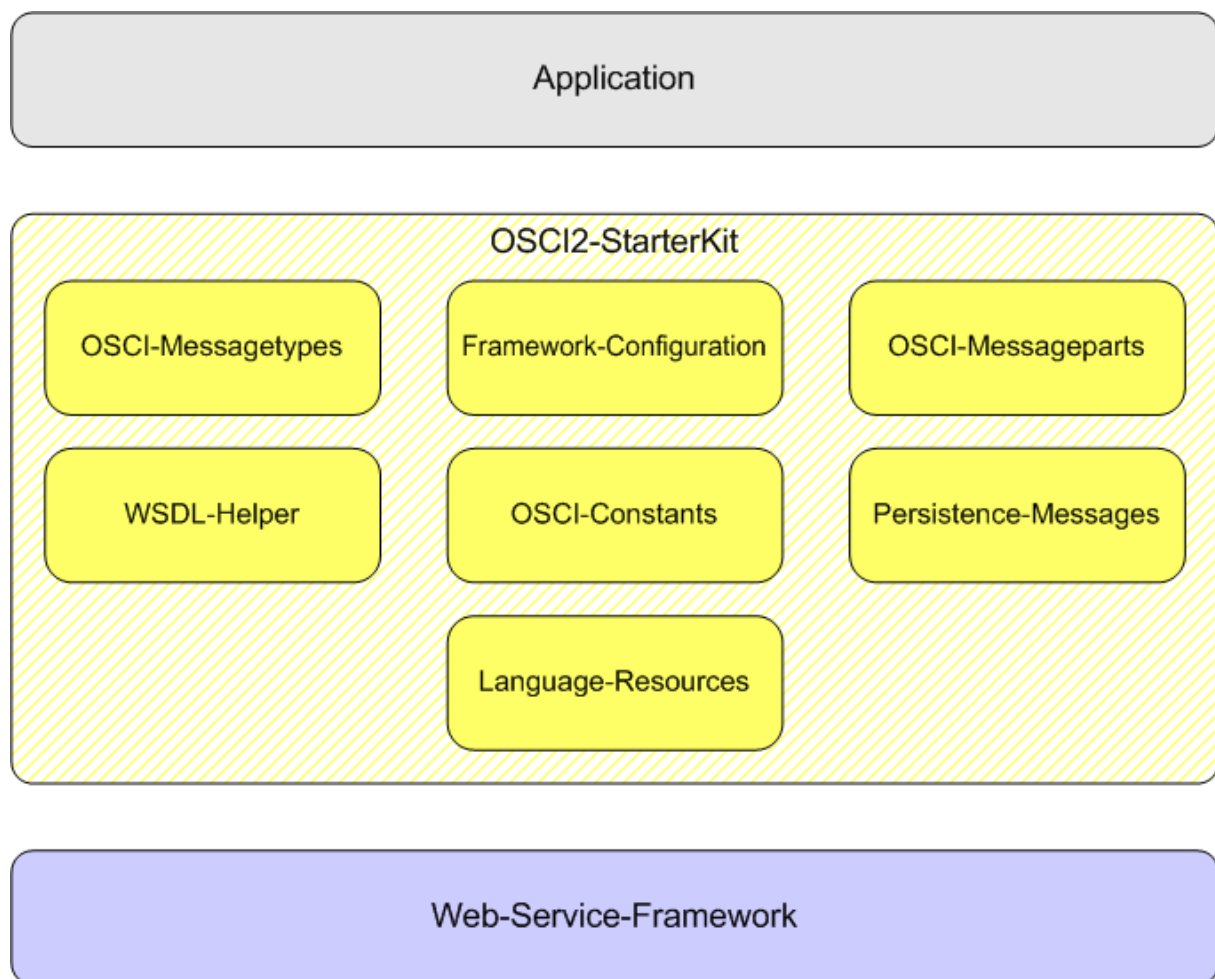 Application
OSCI2-StarterKit
OSCI-Messagetypes
Framework-Configuration
OSCI-Messageparts
WSDL-Helper
OSCI-Constants
Persistence-Messages
Language-Resources
Web-Service-Framework